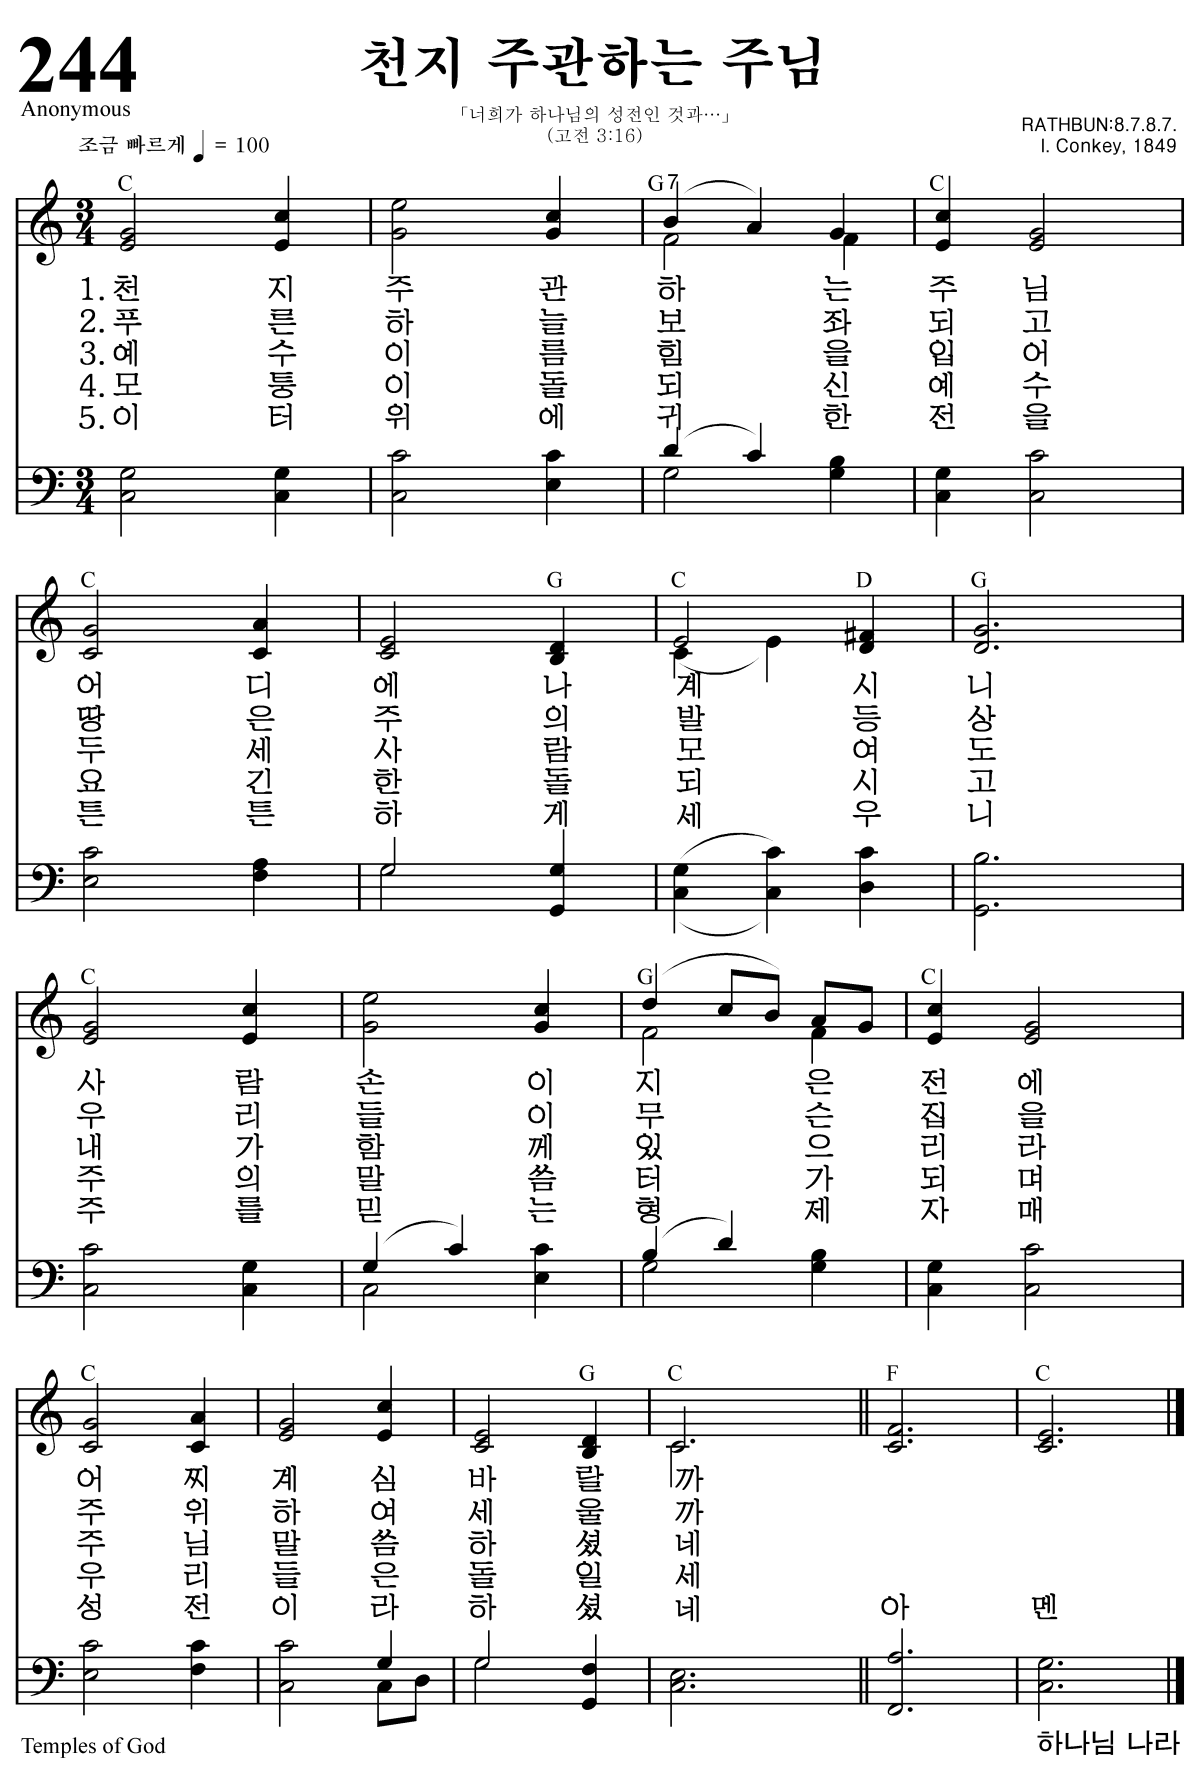 244
천지 주관하는 주님
Anonymous
「너희가 하나님의 성전인 것과…」
(고전 3:16)
RATHBUN:8.7.8.7.
I. Conkey, 1849
조금 빠르게 ♩ = 100
C G7 C
3 4
1. 천 지 주 관 하 는 주 님
2. 푸 른 하 늘 보 좌 되 고
3. 예 수 이 름 힘 을 입 어
4. 모 퉁 이 돌 되 신 예 수
5. 이 터 위 에 귀 한 전 을
3 4
C G C D G
어 디 에 나 계 시 니
땅 은 주 의 발 등 상
두 세 사 람 모 여 도
요 긴 한 돌 되 시 고
튼 튼 하 게 세 우 니
C G C
사 람 손 이 지 은 전 에
우 리 들 이 무 슨 집 을
내 가 함 께 있 으 리 라
주 의 말 씀 터 가 되 며
주 를 믿 는 형 제 자 매
C G C F C
어 찌 계 심 바 랄 까
주 위 하 여 세 울 까
주 님 말 씀 하 셨 네
우 리 들 은 돌 일 세
성 전 이 라 하 셨 네 아 멘
Temples of God
하나님 나라